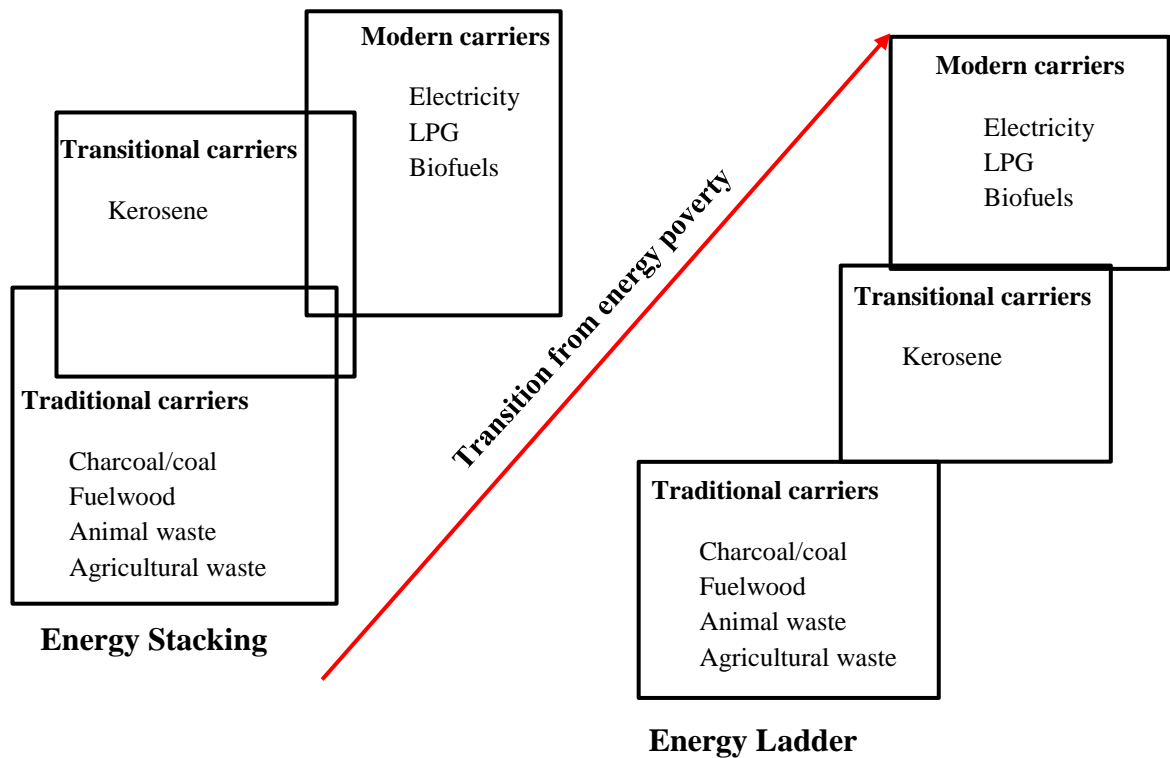 Modern carriers
Electricity
LPG
Biofuels
Transitional carriers
Kerosene
Traditional carriers
Charcoal/coal
Fuelwood
Animal waste
Agricultural waste
Energy Stacking
Transition from energy poverty
Modern carriers
Electricity
LPG
Biofuels
Transitional carriers
Kerosene
Traditional carriers
Charcoal/coal
Fuelwood
Animal waste
Agricultural waste
Energy Ladder